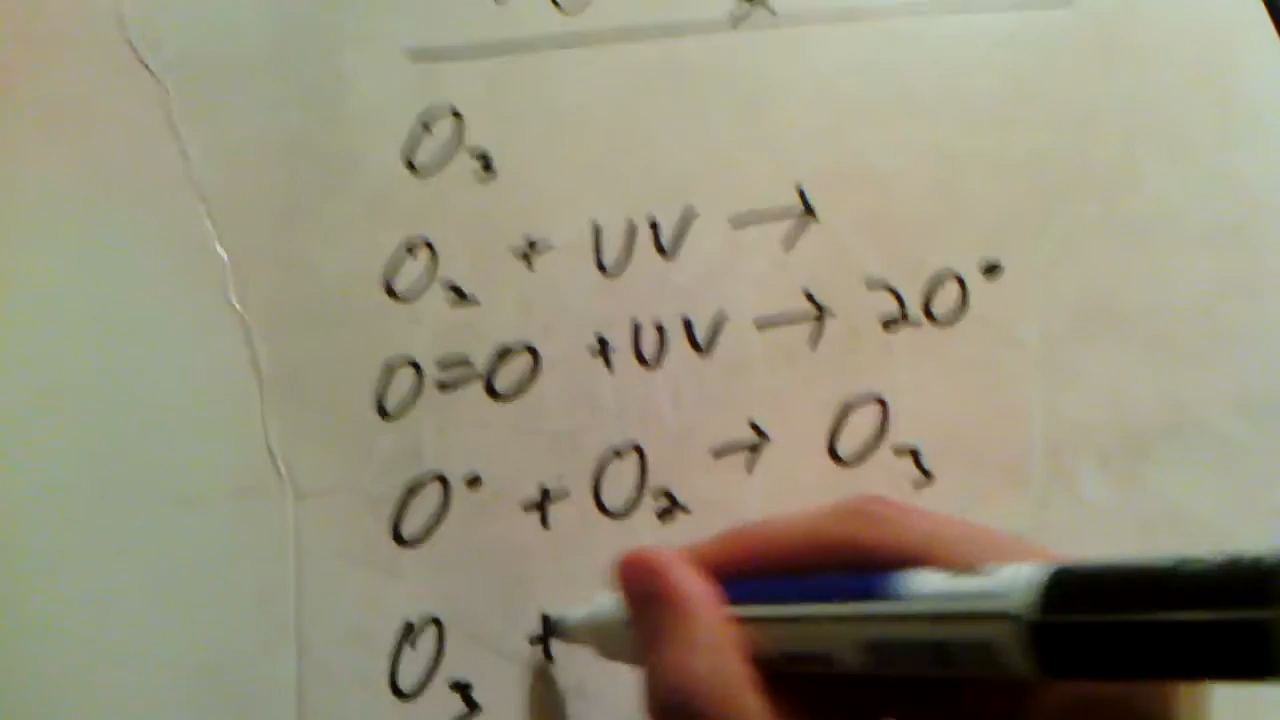 O₃
O₂ + UV →
O=O + UV → 2O•
O• + O₂ → O₃
O₃ +